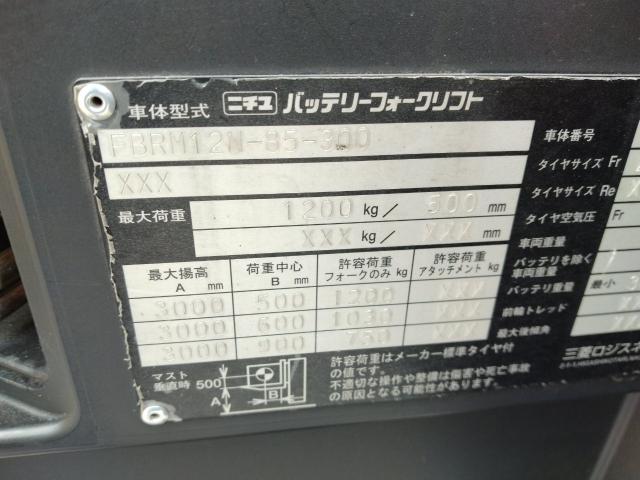 車体型式 ニチユ バッテリーフォークリフト
FBRM12N-85-300
XXX
最大荷重 1200 kg/ 500 mm
XXX kg/ XXX mm
最大揚高 A mm 荷重中心 B mm 許容荷重 フォークのみ kg 許容荷重 アタッチメント kg
3000 500 1200 XXX
3000 600 1030 XXX
3000 900 750 XXX
マスト垂直時 500 A B
許容荷重はメーカー標準タイヤ付
の値です。
不適切な操作や整備は傷害や死亡事故
の原因となる可能性があります。
車体番号
タイヤサイズ Fr
タイヤサイズ Re
タイヤ空気圧 Fr
車両重量
バッテリを除く
車両重量
バッテリ重量 最小
前輪トレッド
最大後傾角
三菱ロジスネ